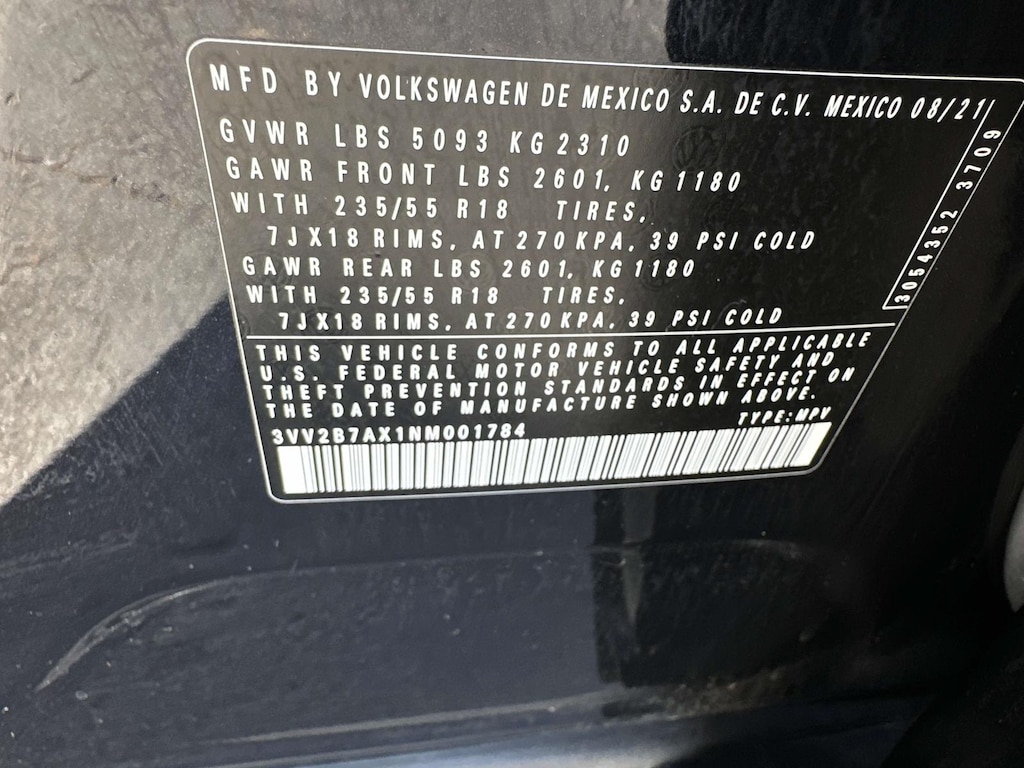 MFD BY VOLKSWAGEN DE MEXICO S.A. DE C.V. MEXICO 08/21
GVWR LBS 5093 KG 2310
GAWR FRONT LBS 2601, KG 1180
WITH 235/55 R18 TIRES,
7JX18 RIMS, AT 270 KPA, 39 PSI COLD
GAWR REAR LBS 2601, KG 1180
WITH 235/55 R18 TIRES,
7JX18 RIMS, AT 270 KPA, 39 PSI COLD
3054352 3709
THIS VEHICLE CONFORMS TO ALL APPLICABLE
U.S. FEDERAL MOTOR VEHICLE SAFETY AND
THEFT PREVENTION STANDARDS IN EFFECT ON
THE DATE OF MANUFACTURE SHOWN ABOVE.
3VV2B7AX1NM001784 TYPE: MPV